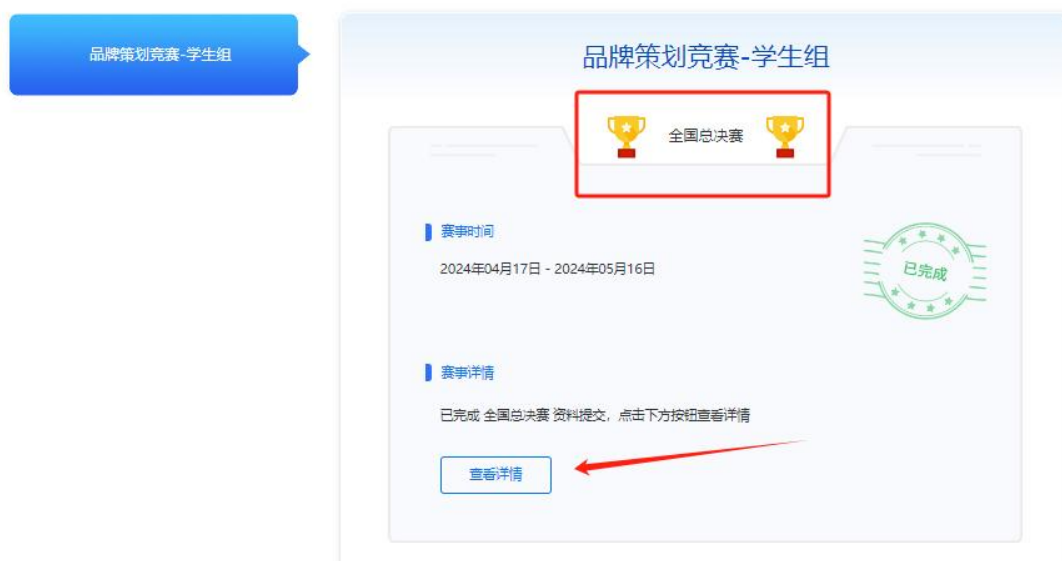 品牌策划竞赛-学生组
品牌策划竞赛-学生组
全国总决赛
赛事时间
2024年04月17日 - 2024年05月16日
已完成
赛事详情
已完成 全国总决赛 资料提交，点击下方按钮查看详情
查看详情